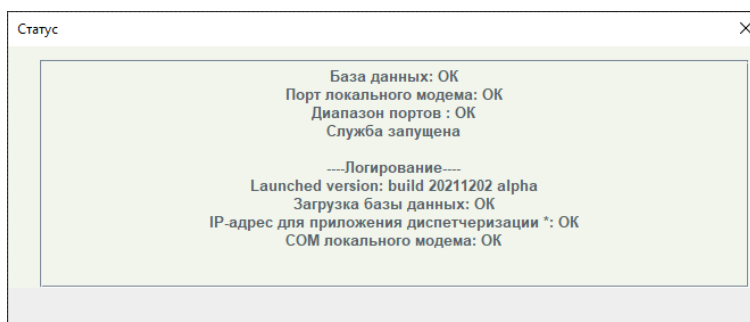 Статус
База данных: ОК
Порт локального модема: ОК
Диапазон портов : ОК
Служба запущена
----Логирование----
Launched version: build 20211202 alpha
Загрузка базы данных: ОК
IP-адрес для приложения диспетчеризации *: ОК
COM локального модема: ОК